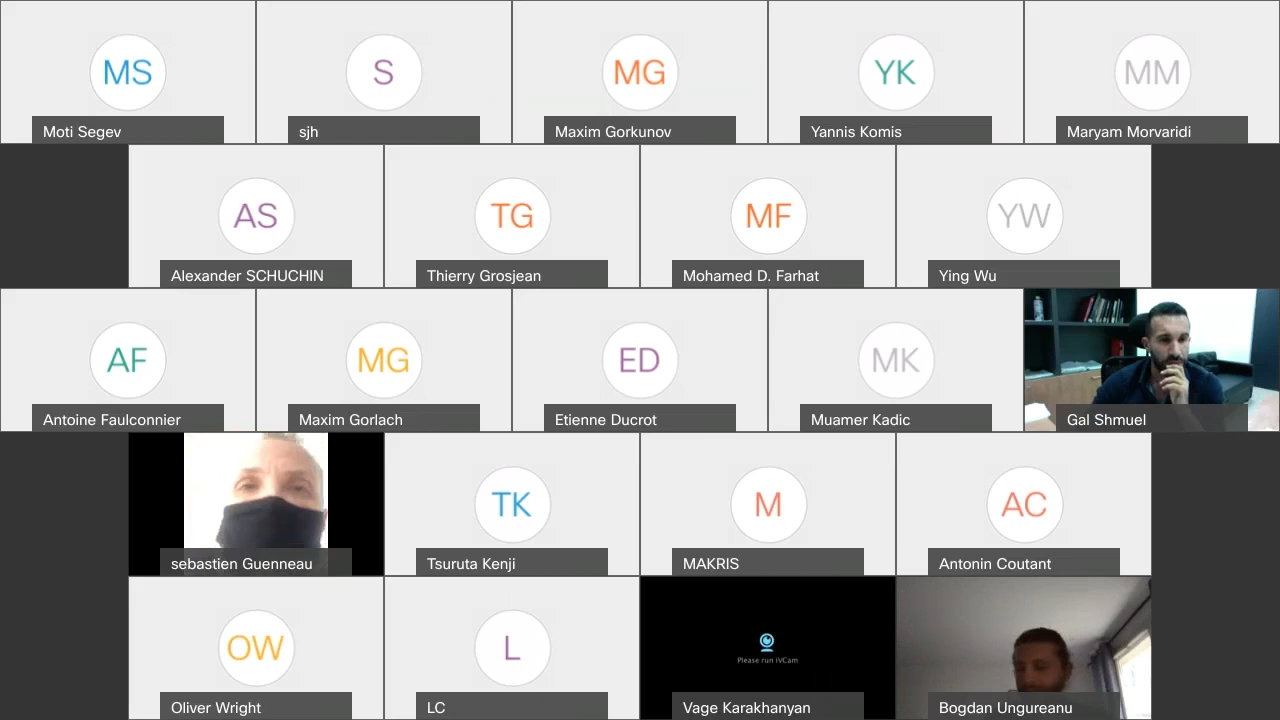 MS
Moti Segev
S
sjh
MG
Maxim Gorkunov
YK
Yannis Komis
MM
Maryam Morvaridi
AS
Alexander SCHUCHIN
TG
Thierry Grosjean
MF
Mohamed D. Farhat
YW
Ying Wu
AF
Antoine Faulconnier
MG
Maxim Gorlach
ED
Etienne Ducrot
MK
Muamer Kadic
Gal Shmuel
sebastien Guenneau
TK
Tsuruta Kenji
M
MAKRIS
AC
Antonin Coutant
OW
Oliver Wright
L
LC
Please run iVCam
Vage Karakhanyan
Bogdan Ungureanu